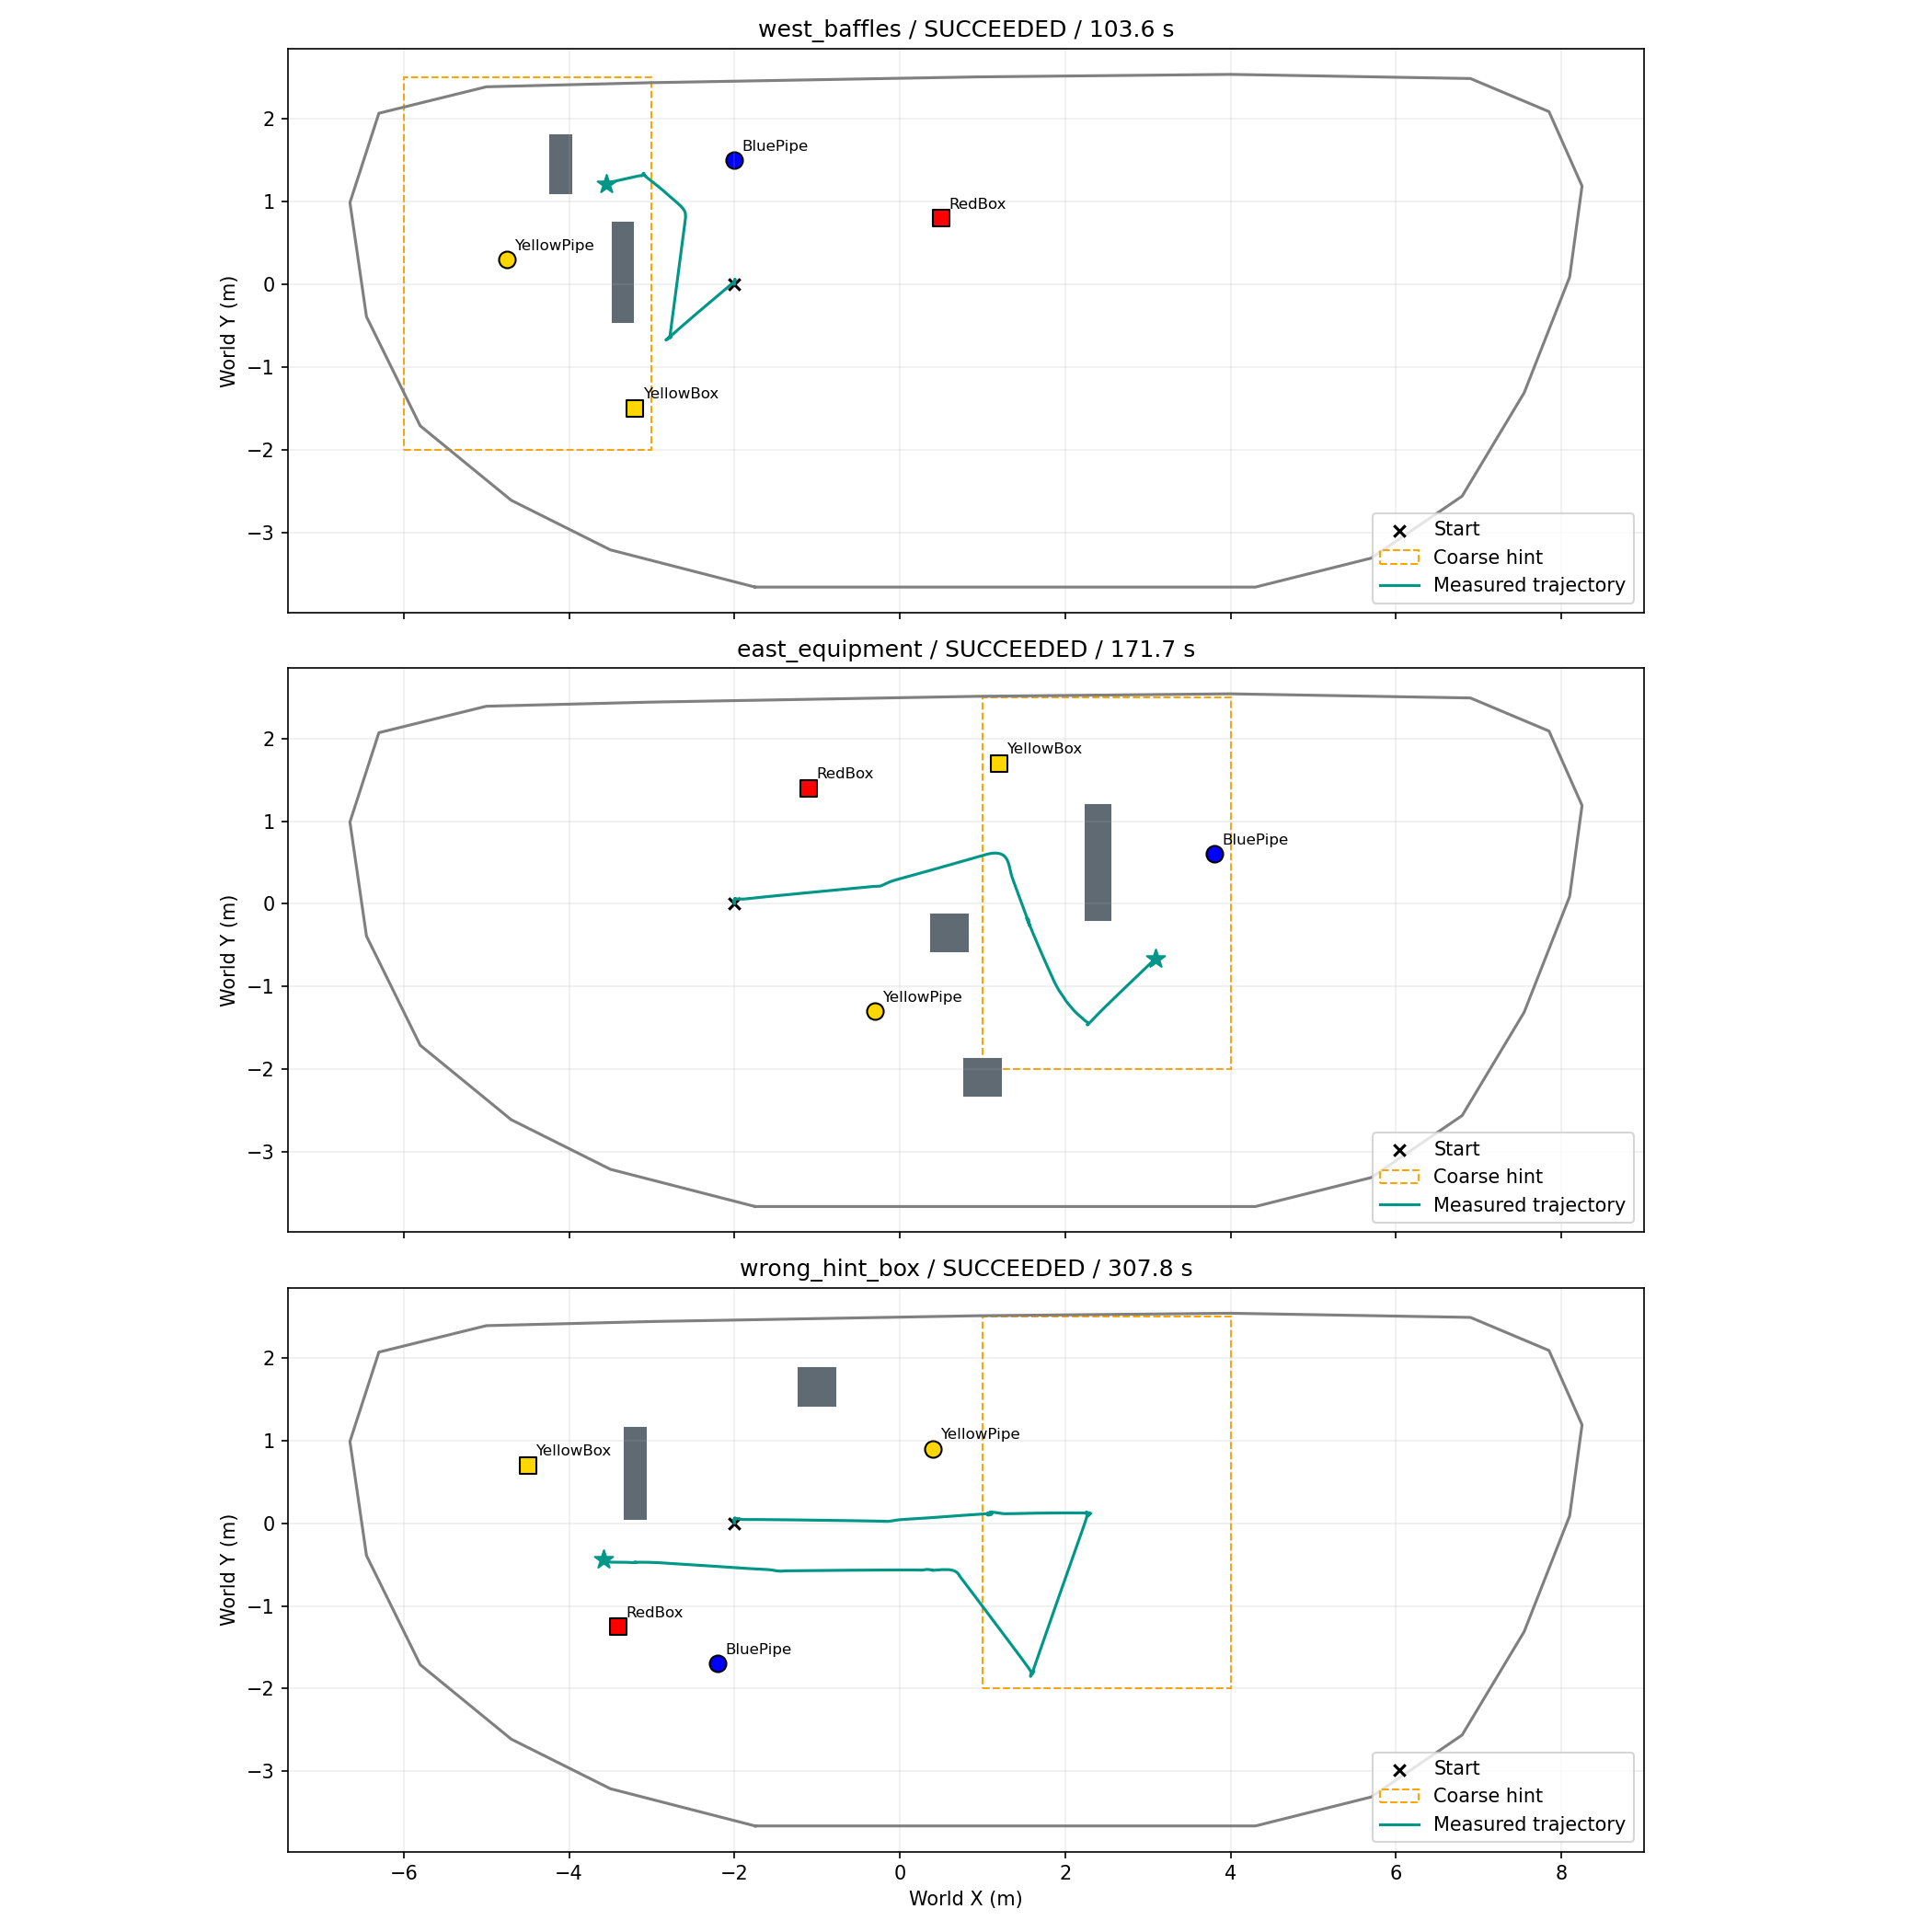 west_baffles / SUCCEEDED / 103.6 s
2
1
0
−1
−2
−3
World Y (m)
BluePipe
RedBox
YellowPipe
YellowBox
Start
Coarse hint
Measured trajectory
east_equipment / SUCCEEDED / 171.7 s
2
1
0
−1
−2
−3
World Y (m)
YellowBox
RedBox
BluePipe
YellowPipe
Start
Coarse hint
Measured trajectory
wrong_hint_box / SUCCEEDED / 307.8 s
2
1
0
−1
−2
−3
World Y (m)
YellowPipe
YellowBox
RedBox
BluePipe
Start
Coarse hint
Measured trajectory
−6 −4 −2 0 2 4 6 8
World X (m)